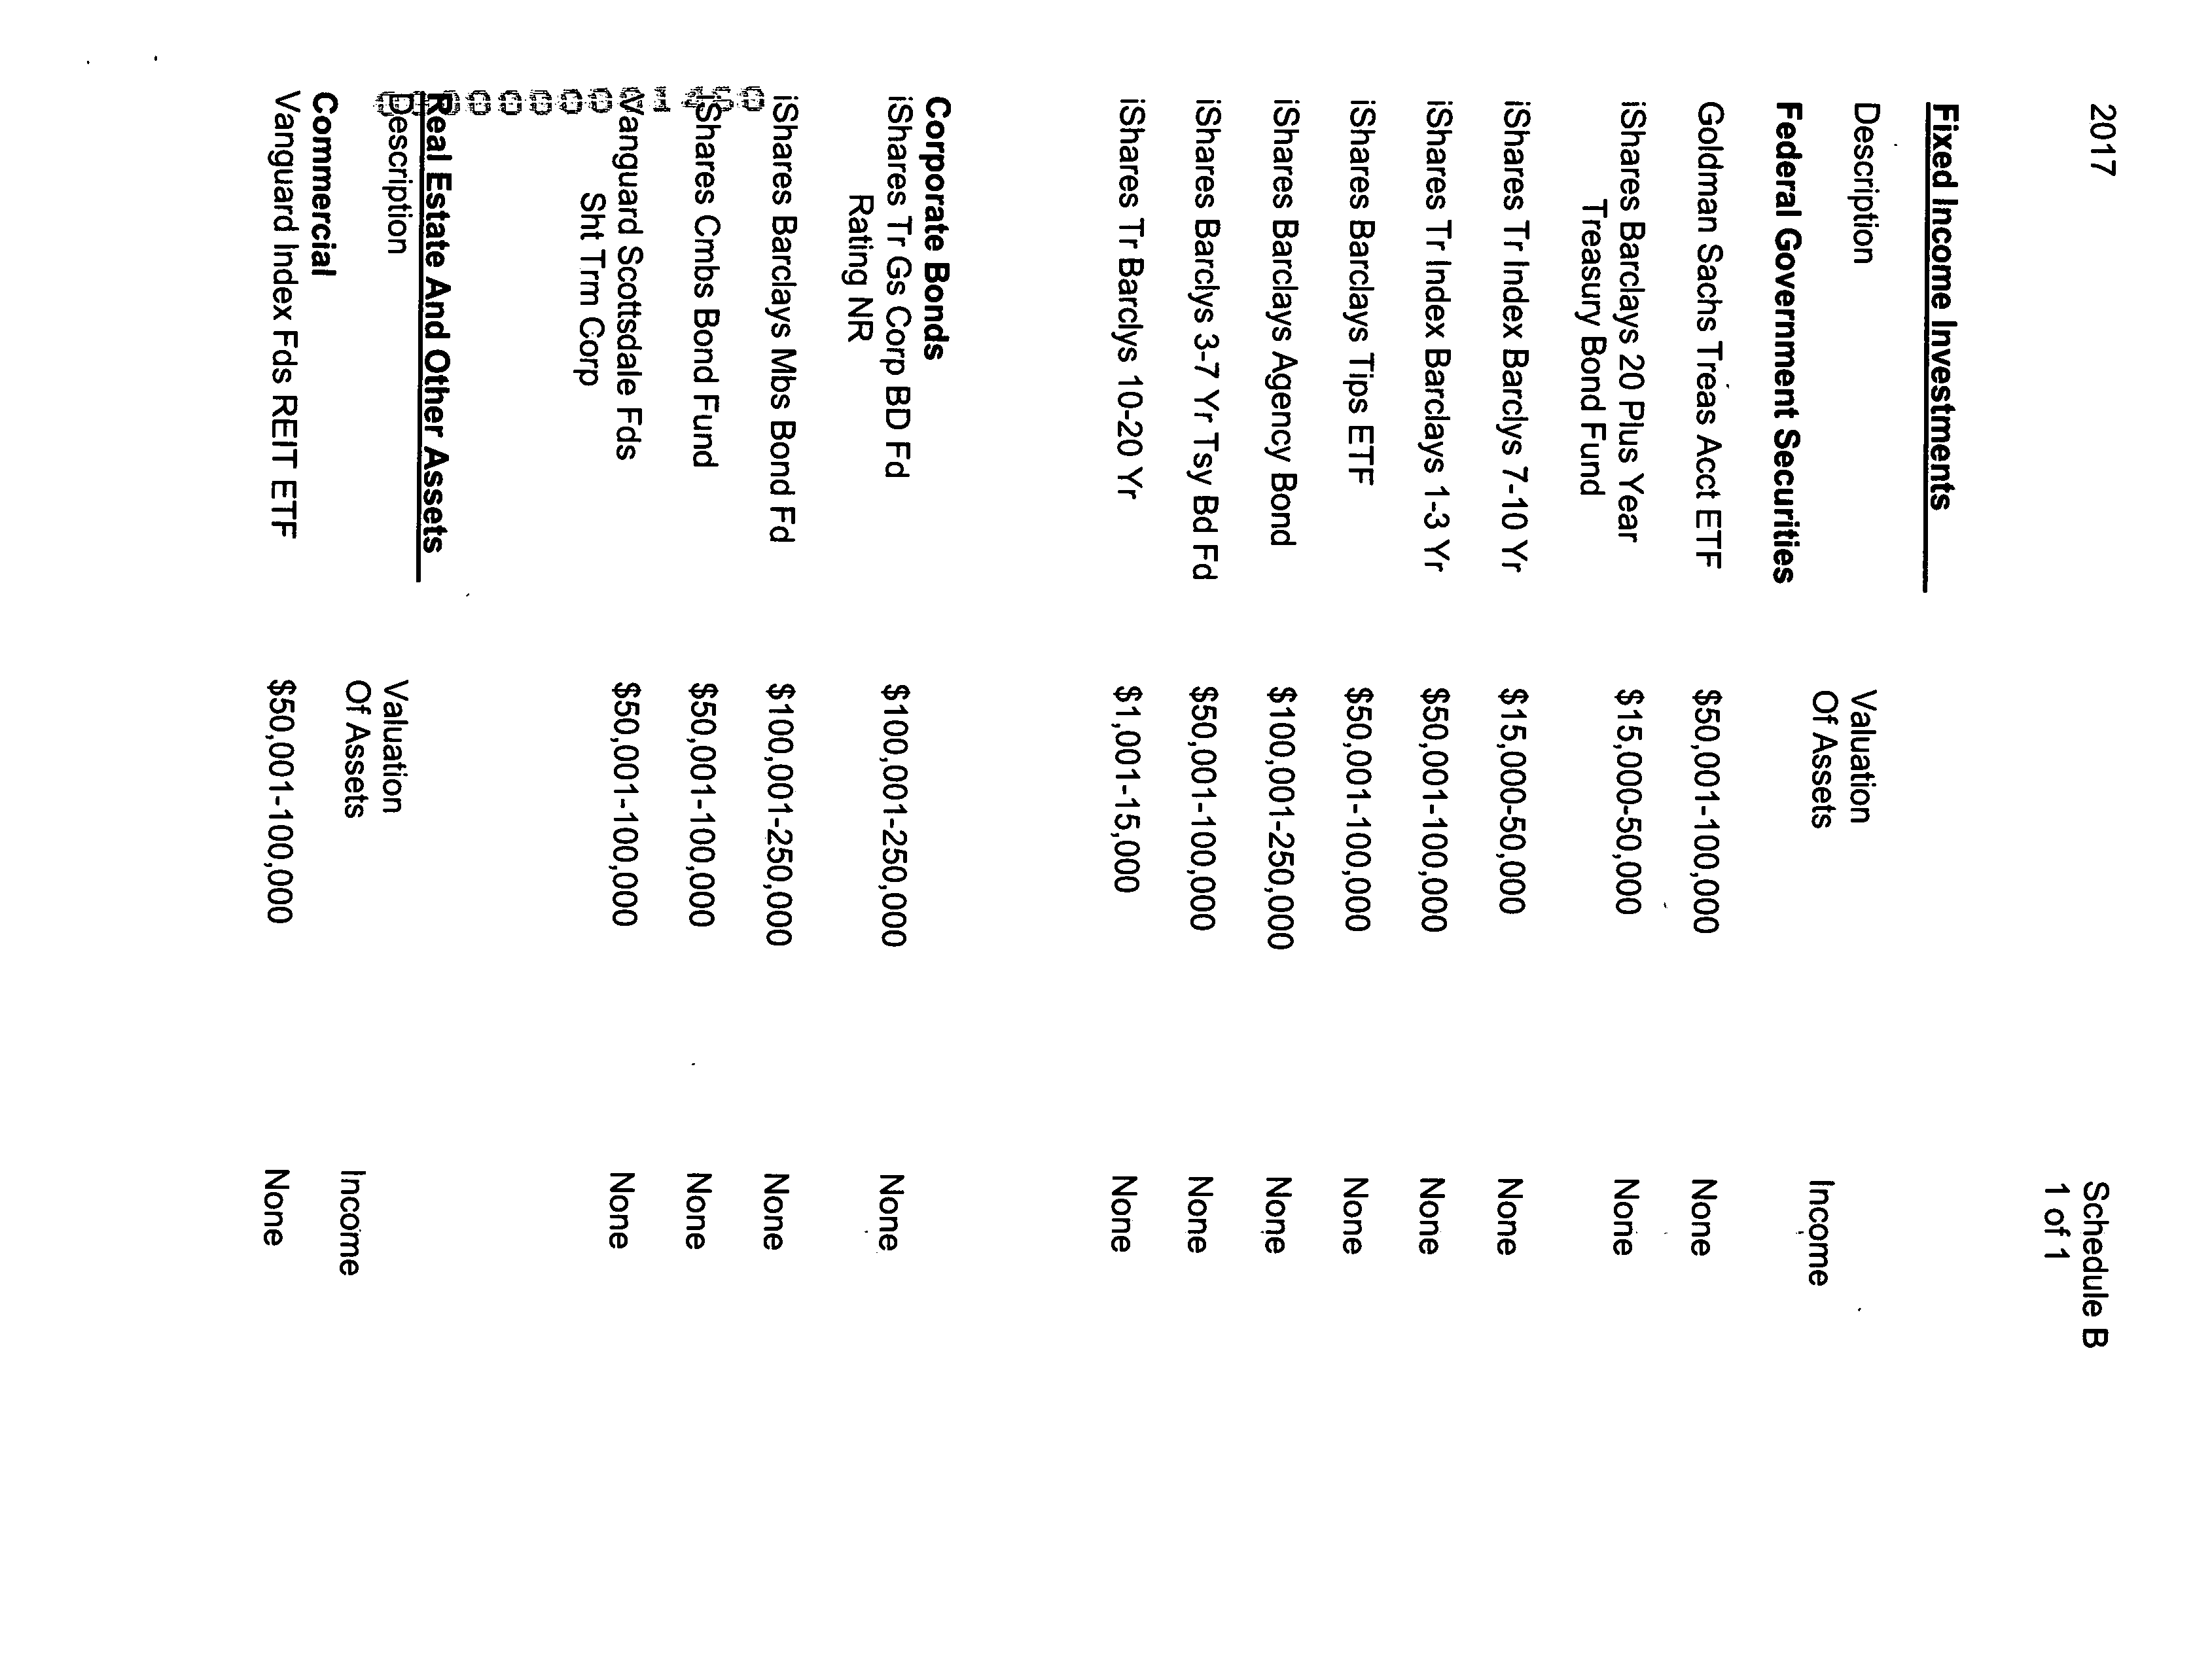 2017
Schedule B
1 of 1
Fixed Income Investments
Description
Valuation
Of Assets
Income
Federal Government Securities
Goldman Sachs Treas Acct ETF $50,001-100,000 None
iShares Barclays 20 Plus Year $15,000-50,000 None
Treasury Bond Fund
iShares Tr Index Barclys 7-10 Yr $15,000-50,000 None
iShares Tr Index Barclays 1-3 Yr $50,001-100,000 None
iShares Barclays Tips ETF $50,001-100,000 None
iShares Barclays Agency Bond $100,001-250,000 None
iShares Barclys 3-7 Yr Tsy Bd Fd $50,001-100,000 None
iShares Tr Barclys 10-20 Yr $1,001-15,000 None
Corporate Bonds
iShares Tr Gs Corp BD Fd $100,001-250,000 None
Rating NR
iShares Barclays Mbs Bond Fd $100,001-250,000 None
iShares Cmbs Bond Fund $50,001-100,000 None
Vanguard Scottsdale Fds $50,001-100,000 None
Sht Trm Corp
Real Estate And Other Assets
Description
Valuation
Of Assets
Income
Commercial
Vanguard Index Fds REIT ETF $50,001-100,000 None